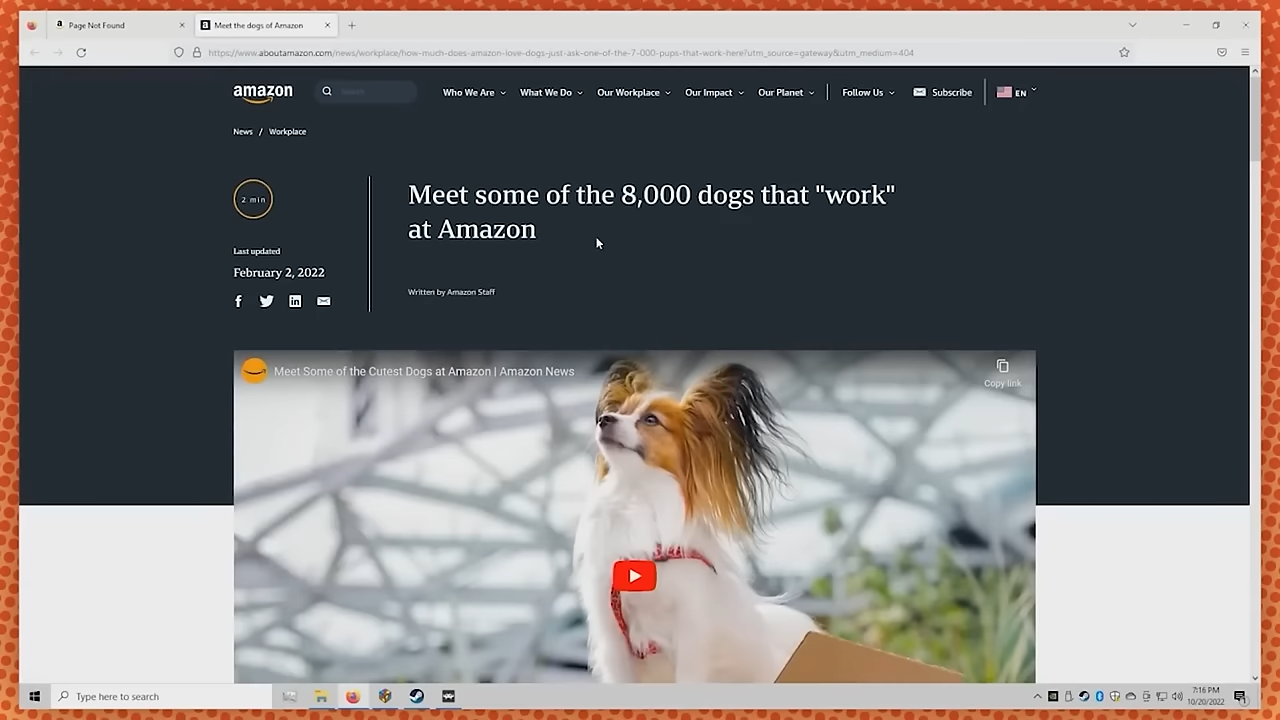 Page Not Found
Meet the dogs of Amazon
https://www.aboutamazon.com/news/workplace/how-much-does-amazon-love-dogs-just-ask-one-of-the-7-000-pups-that-work-here?utm_source=gateway&utm_medium=404
amazon
Search
Who We Are
What We Do
Our Workplace
Our Impact
Our Planet
Follow Us
Subscribe
EN
News / Workplace
2 min
Last updated
February 2, 2022
Meet some of the 8,000 dogs that "work"
at Amazon
Written by Amazon Staff
Meet Some of the Cutest Dogs at Amazon | Amazon News
Copy link
Type here to search
7:16 PM
10/20/2022